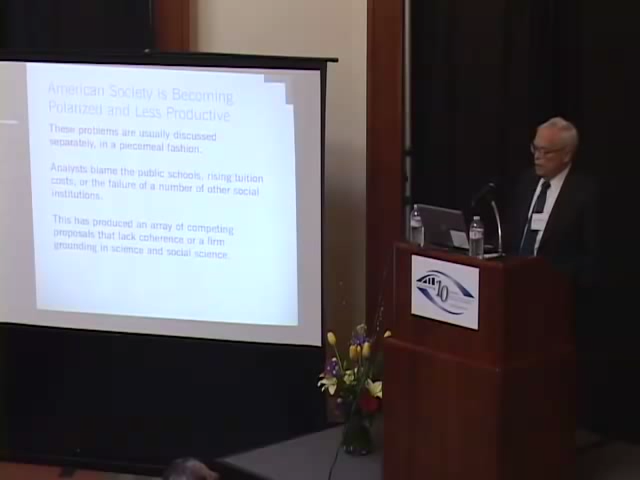 American Society is Becoming
Polarized and Less Productive
These problems are usually discussed
separately, in a piecemeal fashion.
Analysts blame the public schools, rising tuition
costs, or the failure of a number of other social
institutions.
This has produced an array of competing
proposals that lack coherence or a firm
grounding in science and social science.
10